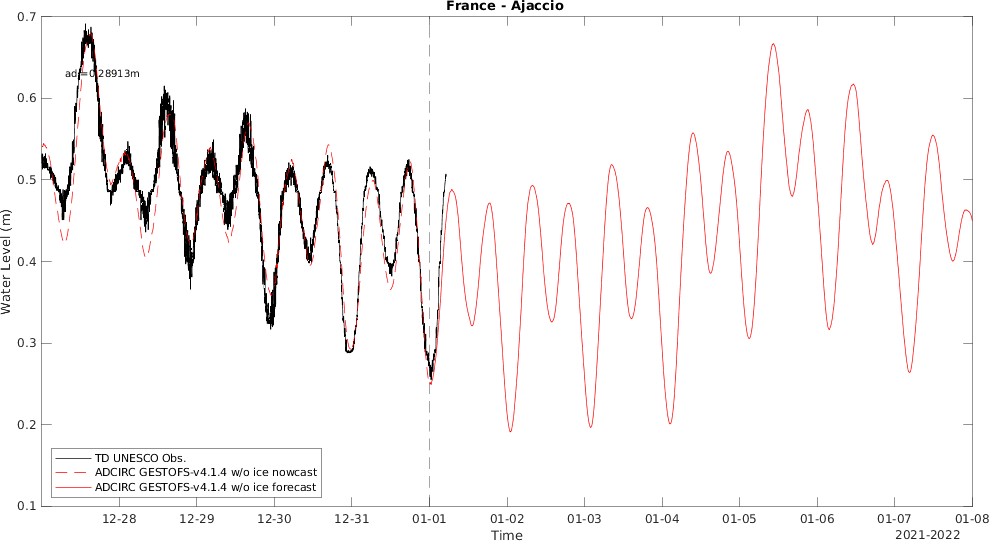 France - Ajaccio
0.7
0.6
0.5
0.4
0.3
0.2
0.1
Water Level (m)
adj=0.28913m
TD UNESCO Obs.
ADCIRC GESTOFS-v4.1.4 w/o ice nowcast
ADCIRC GESTOFS-v4.1.4 w/o ice forecast
12-28 12-29 12-30 12-31 01-01 01-02 01-03 01-04 01-05 01-06 01-07 01-08
Time
2021-2022